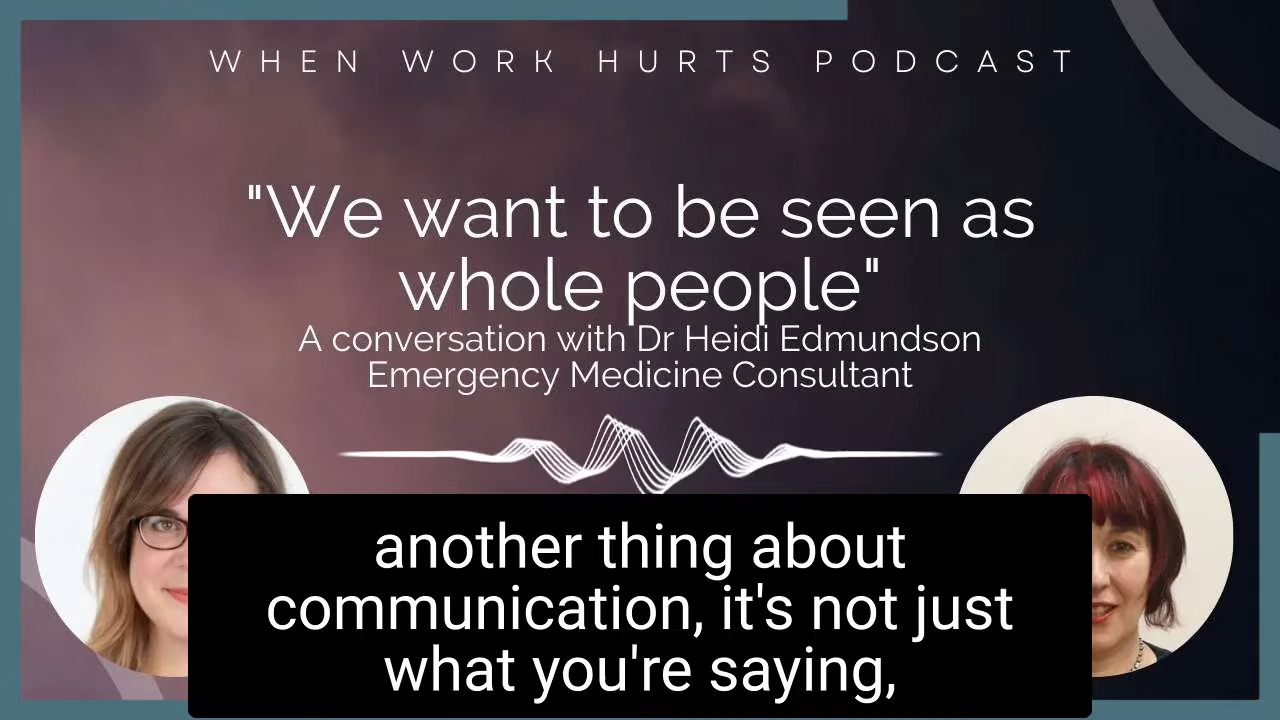 WHEN WORK HURTS PODCAST
"We want to be seen as
whole people"
A conversation with Dr Heidi Edmundson
Emergency Medicine Consultant
another thing about
communication, it's not just
what you're saying,